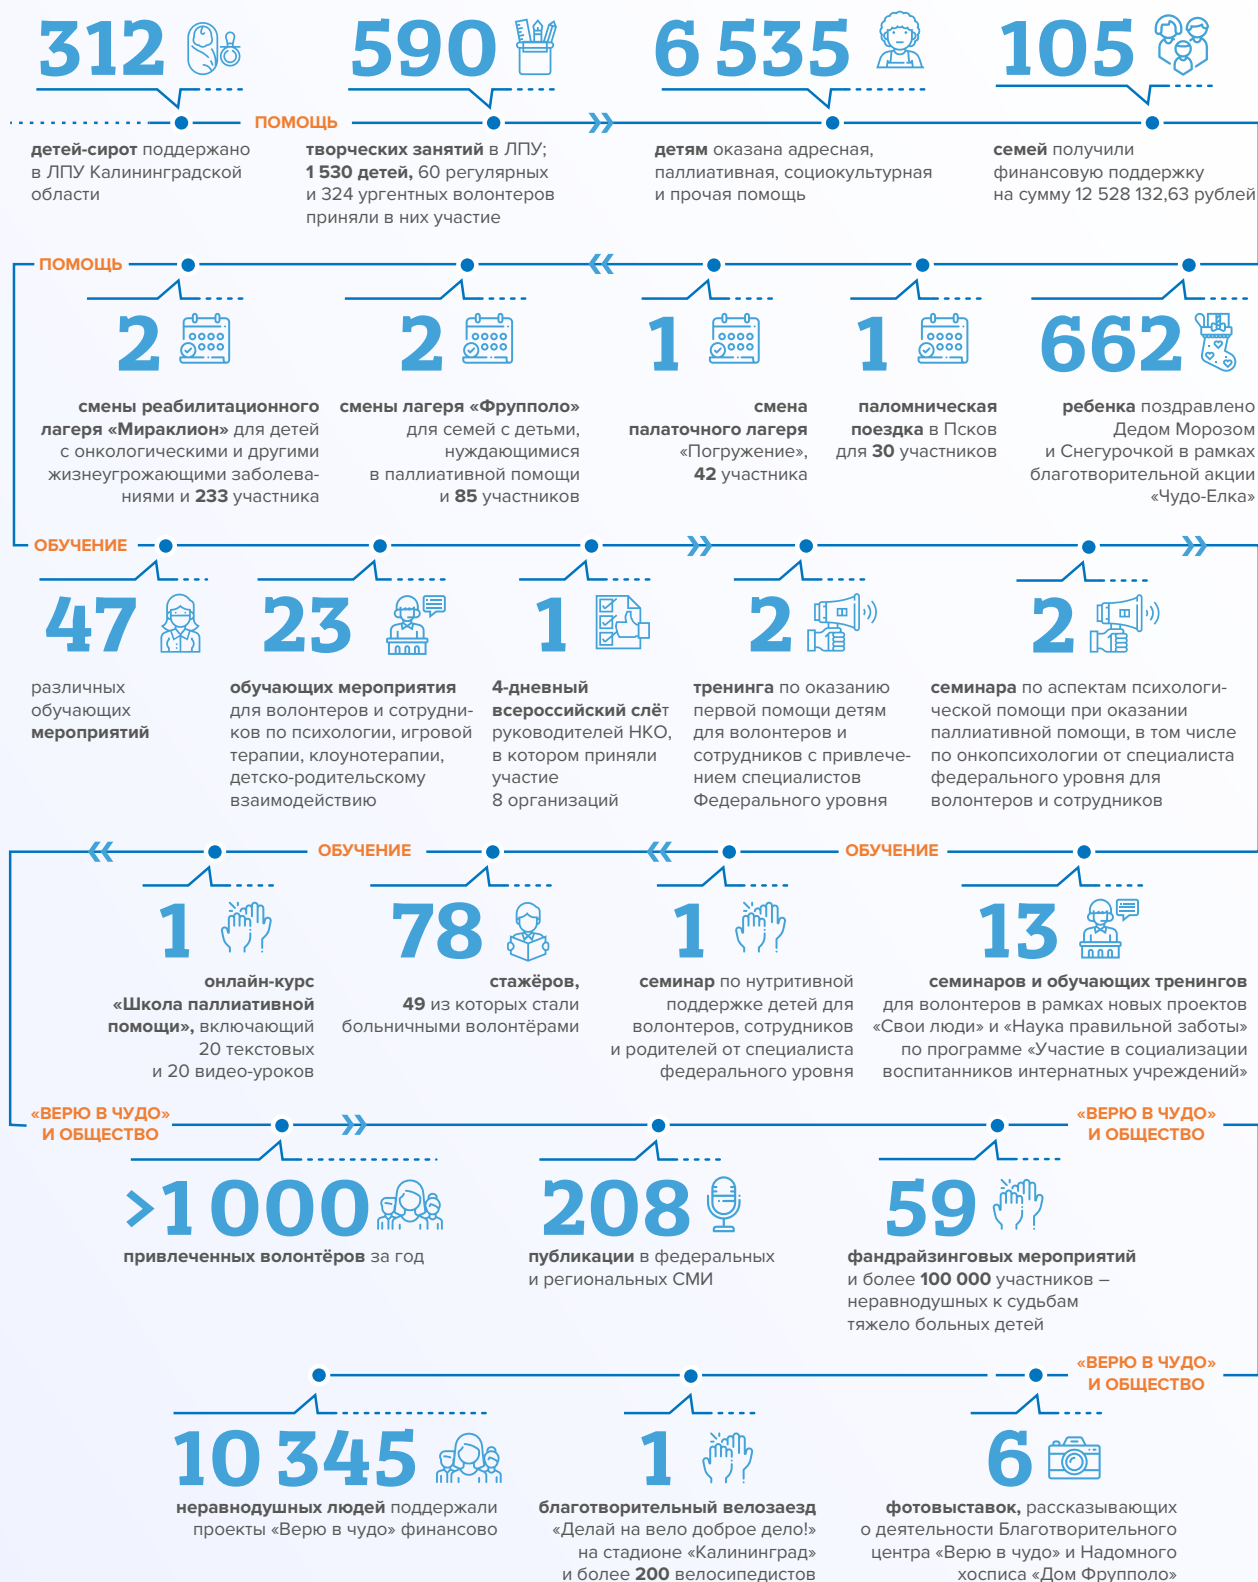 312
590
6 535
105
ПОМОЩЬ
детей-сирот поддержано
в ЛПУ Калининградской
области
творческих занятий в ЛПУ;
1 530 детей, 60 регулярных
и 324 ургентных волонтеров
приняли в них участие
детям оказана адресная,
паллиативная, социокультурная
и прочая помощь
семей получили
финансовую поддержку
на сумму 12 528 132,63 рублей
ПОМОЩЬ
2
смены реабилитационного
лагеря «Мираклион» для детей
с онкологическими и другими
жизнеугрожающими заболева-
ниями и 233 участника
2
смены лагеря «Фрупполо»
для семей с детьми,
нуждающимися
в паллиативной помощи
и 85 участников
1
смена
палаточного лагеря
«Погружение»,
42 участника
1
паломническая
поездка в Псков
для 30 участников
662
ребенка поздравлено
Дедом Морозом
и Снегурочкой в рамках
благотворительной акции
«Чудо-Елка»
ОБУЧЕНИЕ
47
различных
обучающих
мероприятий
23
обучающих мероприятия
для волонтеров и сотрудни-
ков по психологии, игровой
терапии, клоунотерапии,
детско-родительскому
взаимодействию
1
4-дневный
всероссийский слёт
руководителей НКО,
в котором приняли
участие
8 организаций
2
тренинга по оказанию
первой помощи детям
для волонтеров и
сотрудников с привлече-
нием специалистов
Федерального уровня
2
семинара по аспектам психологи-
ческой помощи при оказании
паллиативной помощи, в том числе
по онкопсихологии от специалиста
федерального уровня для
волонтеров и сотрудников
ОБУЧЕНИЕ
ОБУЧЕНИЕ
1
онлайн-курс
«Школа паллиативной
помощи», включающий
20 текстовых
и 20 видео-уроков
78
стажёров,
49 из которых стали
больничными волонтёрами
1
семинар по нутритивной
поддержке детей для
волонтеров, сотрудников
и родителей от специалиста
федерального уровня
13
семинаров и обучающих тренингов
для волонтеров в рамках новых проектов
«Свои люди» и «Наука правильной заботы»
по программе «Участие в социализации
воспитанников интернатных учреждений»
«ВЕРЮ В ЧУДО»
И ОБЩЕСТВО
«ВЕРЮ В ЧУДО»
И ОБЩЕСТВО
>1 000
привлеченных волонтёров за год
208
публикации в федеральных
и региональных СМИ
59
фандрайзинговых мероприятий
и более 100 000 участников –
неравнодушных к судьбам
тяжело больных детей
«ВЕРЮ В ЧУДО»
И ОБЩЕСТВО
10 345
неравнодушных людей поддержали
проекты «Верю в чудо» финансово
1
благотворительный велозаезд
«Делай на вело доброе дело!»
на стадионе «Калининград»
и более 200 велосипедистов
6
фотовыставок, рассказывающих
о деятельности Благотворительного
центра «Верю в чудо» и Надомного
хосписа «Дом Фрупполо»